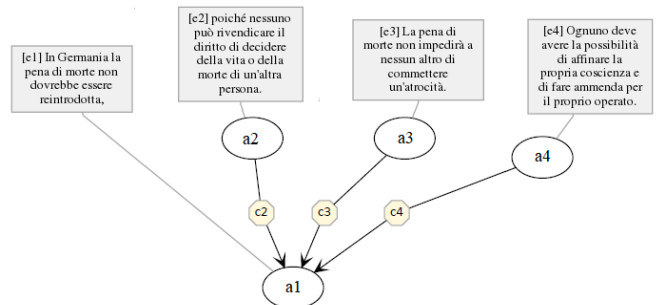 [e1] In Germania la
pena di morte non
dovrebbe essere
reintrodotta,
[e2] poiché nessuno
può rivendicare il
diritto di decidere
della vita o della
morte di un'altra
persona.
[e3] La pena di
morte non impedirà a
nessun altro di
commettere
un'atrocità.
[e4] Ognuno deve
avere la possibilità
di affinare la
propria coscienza e
di fare ammenda per
il proprio operato.
a2
a3
a4
c2
c3
c4
a1